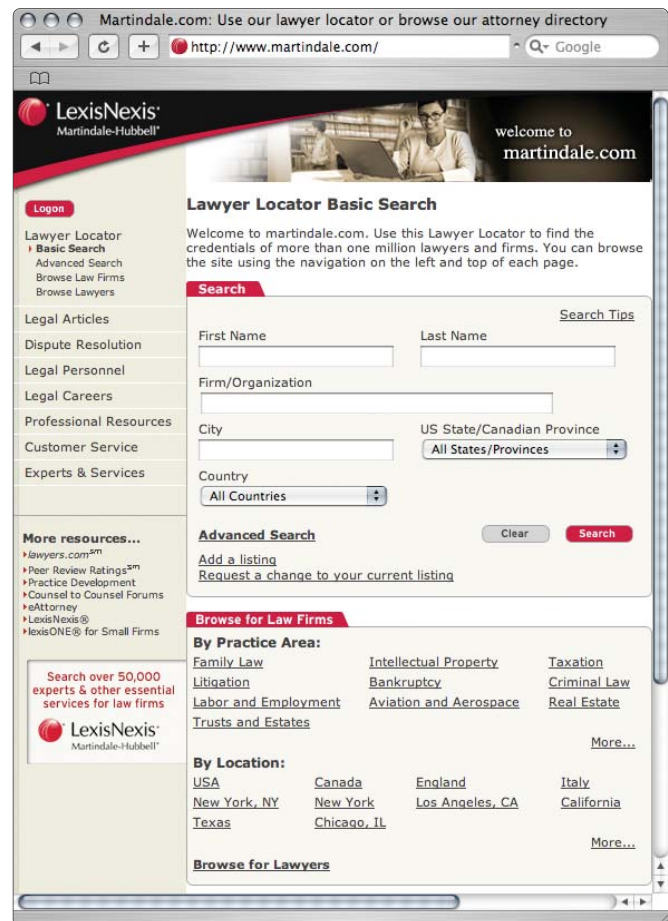 Martindale.com: Use our lawyer locator or browse our attorney directory
http://www.martindale.com/
Google
LexisNexis®
Martindale-Hubbell®
welcome to
martindale.com
Logon
Lawyer Locator
Basic Search
Advanced Search
Browse Law Firms
Browse Lawyers
Legal Articles
Dispute Resolution
Legal Personnel
Legal Careers
Professional Resources
Customer Service
Experts & Services
More resources...
lawyers.com℠
Peer Review Ratings℠
Practice Development
Counsel to Counsel Forums
eAttorney
LexisNexis®
lexisONE® for Small Firms
Search over 50,000
experts & other essential
services for law firms
LexisNexis®
Martindale-Hubbell®
Lawyer Locator Basic Search
Welcome to martindale.com. Use this Lawyer Locator to find the
credentials of more than one million lawyers and firms. You can browse
the site using the navigation on the left and top of each page.
Search
Search Tips
First Name Last Name
Firm/Organization
City US State/Canadian Province
All States/Provinces
Country
All Countries
Advanced Search Clear Search
Add a listing
Request a change to your current listing
Browse for Law Firms
By Practice Area:
Family Law Intellectual Property Taxation
Litigation Bankruptcy Criminal Law
Labor and Employment Aviation and Aerospace Real Estate
Trusts and Estates
More...
By Location:
USA Canada England Italy
New York, NY New York Los Angeles, CA California
Texas Chicago, IL
More...
Browse for Lawyers